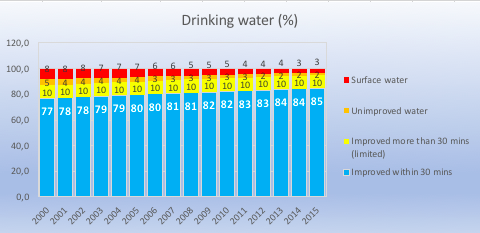 Drinking water (%)
120,0
100,0
80,0
60,0
40,0
20,0
0,0
8 8 8 7 7 7 6 6 5 5 5 4 4 4 3 3
5 4 4 4 4 4 3 3 3 3 3 3 2 2 2 2
10 10 10 10 10 10 10 10 10 10 10 10 10 10 10 10
77 78 78 79 79 80 80 81 81 82 82 83 83 84 84 85
2000 2001 2002 2003 2004 2005 2006 2007 2008 2009 2010 2011 2012 2013 2014 2015
Surface water
Unimproved water
Improved more than 30 mins
(limited)
Improved within 30 mins